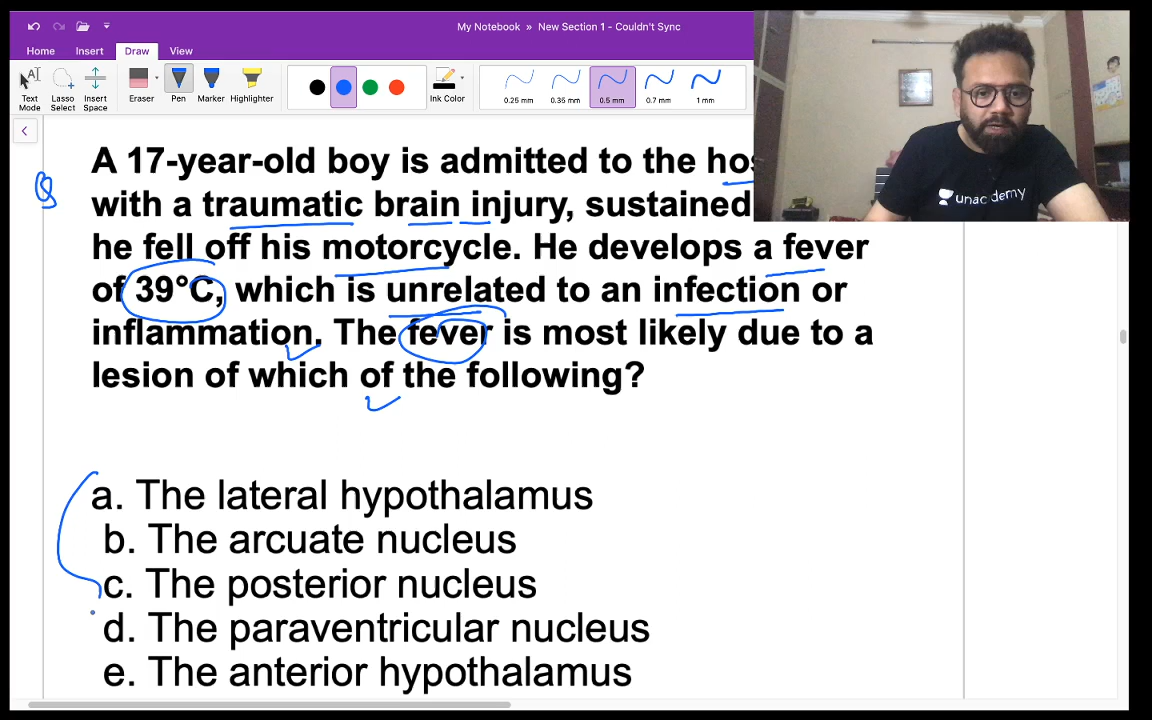 My Notebook » New Section 1 - Couldn't Sync
Home Insert Draw View
Text Mode
Lasso Select
Insert Space
Eraser
Pen
Marker
Highlighter
Ink Color
0.25 mm
0.35 mm
0.5 mm
0.7 mm
1 mm
unacademy
Q
A 17-year-old boy is admitted to the
with a traumatic brain injury, sustained
he fell off his motorcycle. He develops a fever
of 39°C, which is unrelated to an infection or
inflammation. The fever is most likely due to a
lesion of which of the following?
a. The lateral hypothalamus
b. The arcuate nucleus
c. The posterior nucleus
d. The paraventricular nucleus
e. The anterior hypothalamus